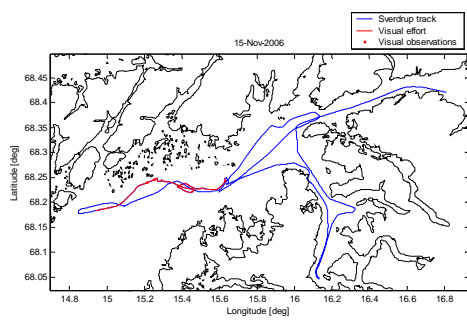 Sverdrup track
Visual effort
Visual observations
15-Nov-2006
68.45
68.4
68.35
68.3
68.25
68.2
68.15
68.1
68.05
Latitude [deg]
14.8 15 15.2 15.4 15.6 15.8 16 16.2 16.4 16.6 16.8
Longitude [deg]